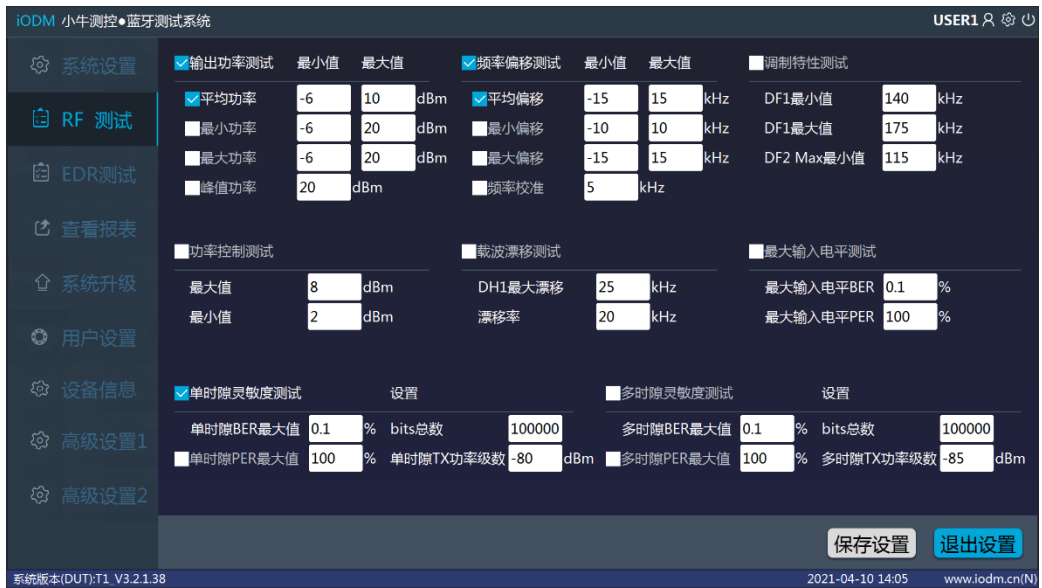 iODM 小牛测控●蓝牙测试系统 USER1
系统设置
RF 测试
EDR测试
查看报表
系统升级
用户设置
设备信息
高级设置1
高级设置2
输出功率测试 最小值 最大值
平均功率 -6 10 dBm
最小功率 -6 20 dBm
最大功率 -6 20 dBm
峰值功率 20 dBm
频率偏移测试 最小值 最大值
平均偏移 -15 15 kHz
最小偏移 -10 10 kHz
最大偏移 -15 15 kHz
频率校准 5 kHz
调制特性测试
DF1最小值 140 kHz
DF1最大值 175 kHz
DF2 Max最小值 115 kHz
功率控制测试
最大值 8 dBm
最小值 2 dBm
载波漂移测试
DH1最大漂移 25 kHz
漂移率 20 kHz
最大输入电平测试
最大输入电平BER 0.1 %
最大输入电平PER 100 %
单时隙灵敏度测试 设置
单时隙BER最大值 0.1 % bits总数 100000
单时隙PER最大值 100 % 单时隙TX功率级数 -80 dBm
多时隙灵敏度测试 设置
多时隙BER最大值 0.1 % bits总数 100000
多时隙PER最大值 100 % 多时隙TX功率级数 -85 dBm
保存设置 退出设置
系统版本(DUT):T1_V3.2.1.38 2021-04-10 14:05 www.iodm.cn(N)